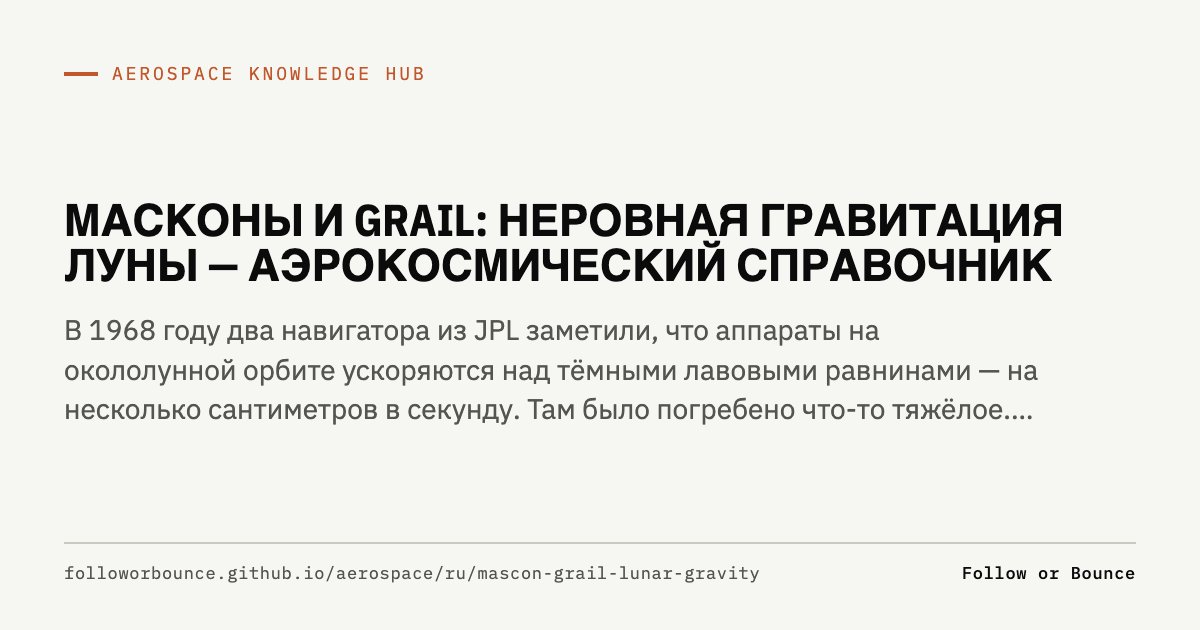 AEROSPACE KNOWLEDGE HUB
МАСКОНЫ И GRAIL: НЕРОВНАЯ ГРАВИТАЦИЯ
ЛУНЫ — АЭРОКОСМИЧЕСКИЙ СПРАВОЧНИК
В 1968 году два навигатора из JPL заметили, что аппараты на
окололунной орбите ускоряются над тёмными лавовыми равнинами — на
несколько сантиметров в секунду. Там было погребено что-то тяжёлое....
followorbounce.github.io/aerospace/ru/mascon-grail-lunar-gravity
Follow or Bounce